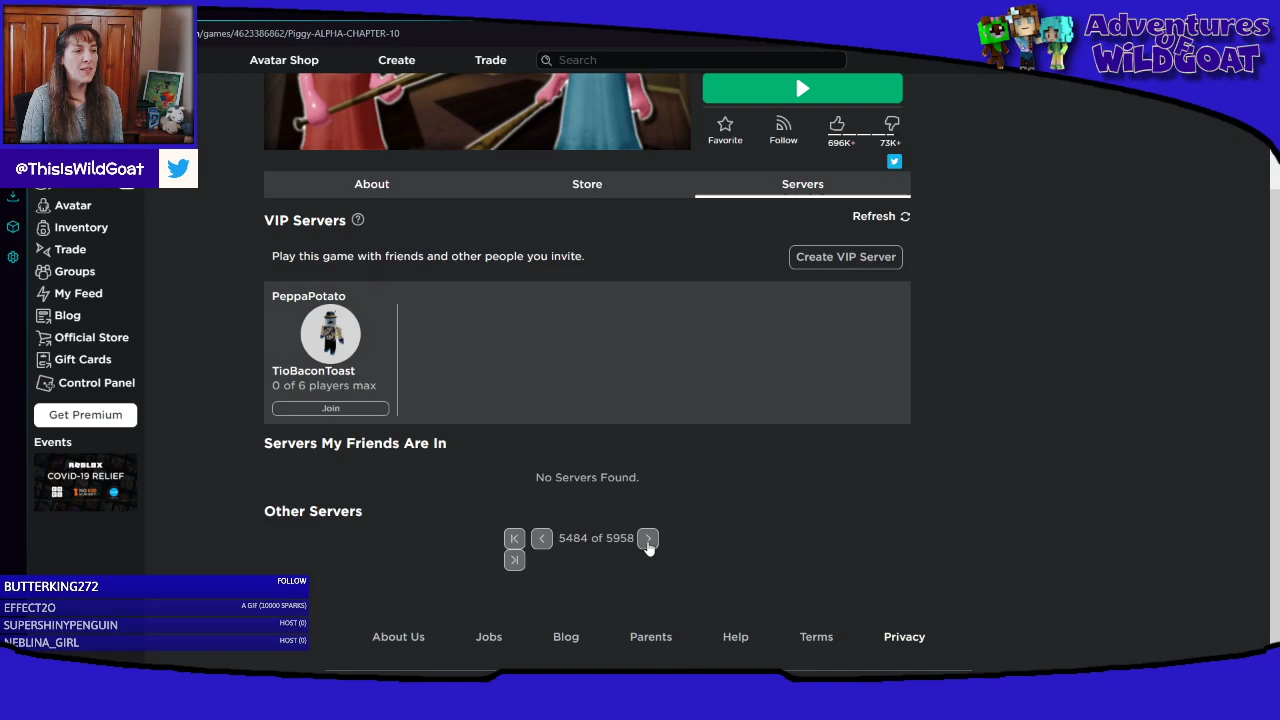 n/games/4623386862/Piggy-ALPHA-CHAPTER-10
Adventures
OF
WILDGOAT
Avatar Shop
Create
Trade
Search
Favorite
Follow
696K+
73K+
@ThisIsWildGoat
About
Store
Servers
Avatar
Inventory
Trade
Groups
My Feed
Blog
Official Store
Gift Cards
Control Panel
Get Premium
Events
ROBLOX
COVID-19 RELIEF
VIP Servers
Refresh
Play this game with friends and other people you invite.
Create VIP Server
PeppaPotato
TioBaconToast
0 of 6 players max
Join
Servers My Friends Are In
No Servers Found.
Other Servers
5484 of 5958
BUTTERKING272 FOLLOW
EFFECT2O A GIF (10000 SPARKS)
SUPERSHINYPENGUIN HOST (0)
NEBLINA_GIRL HOST (0)
About Us
Jobs
Blog
Parents
Help
Terms
Privacy